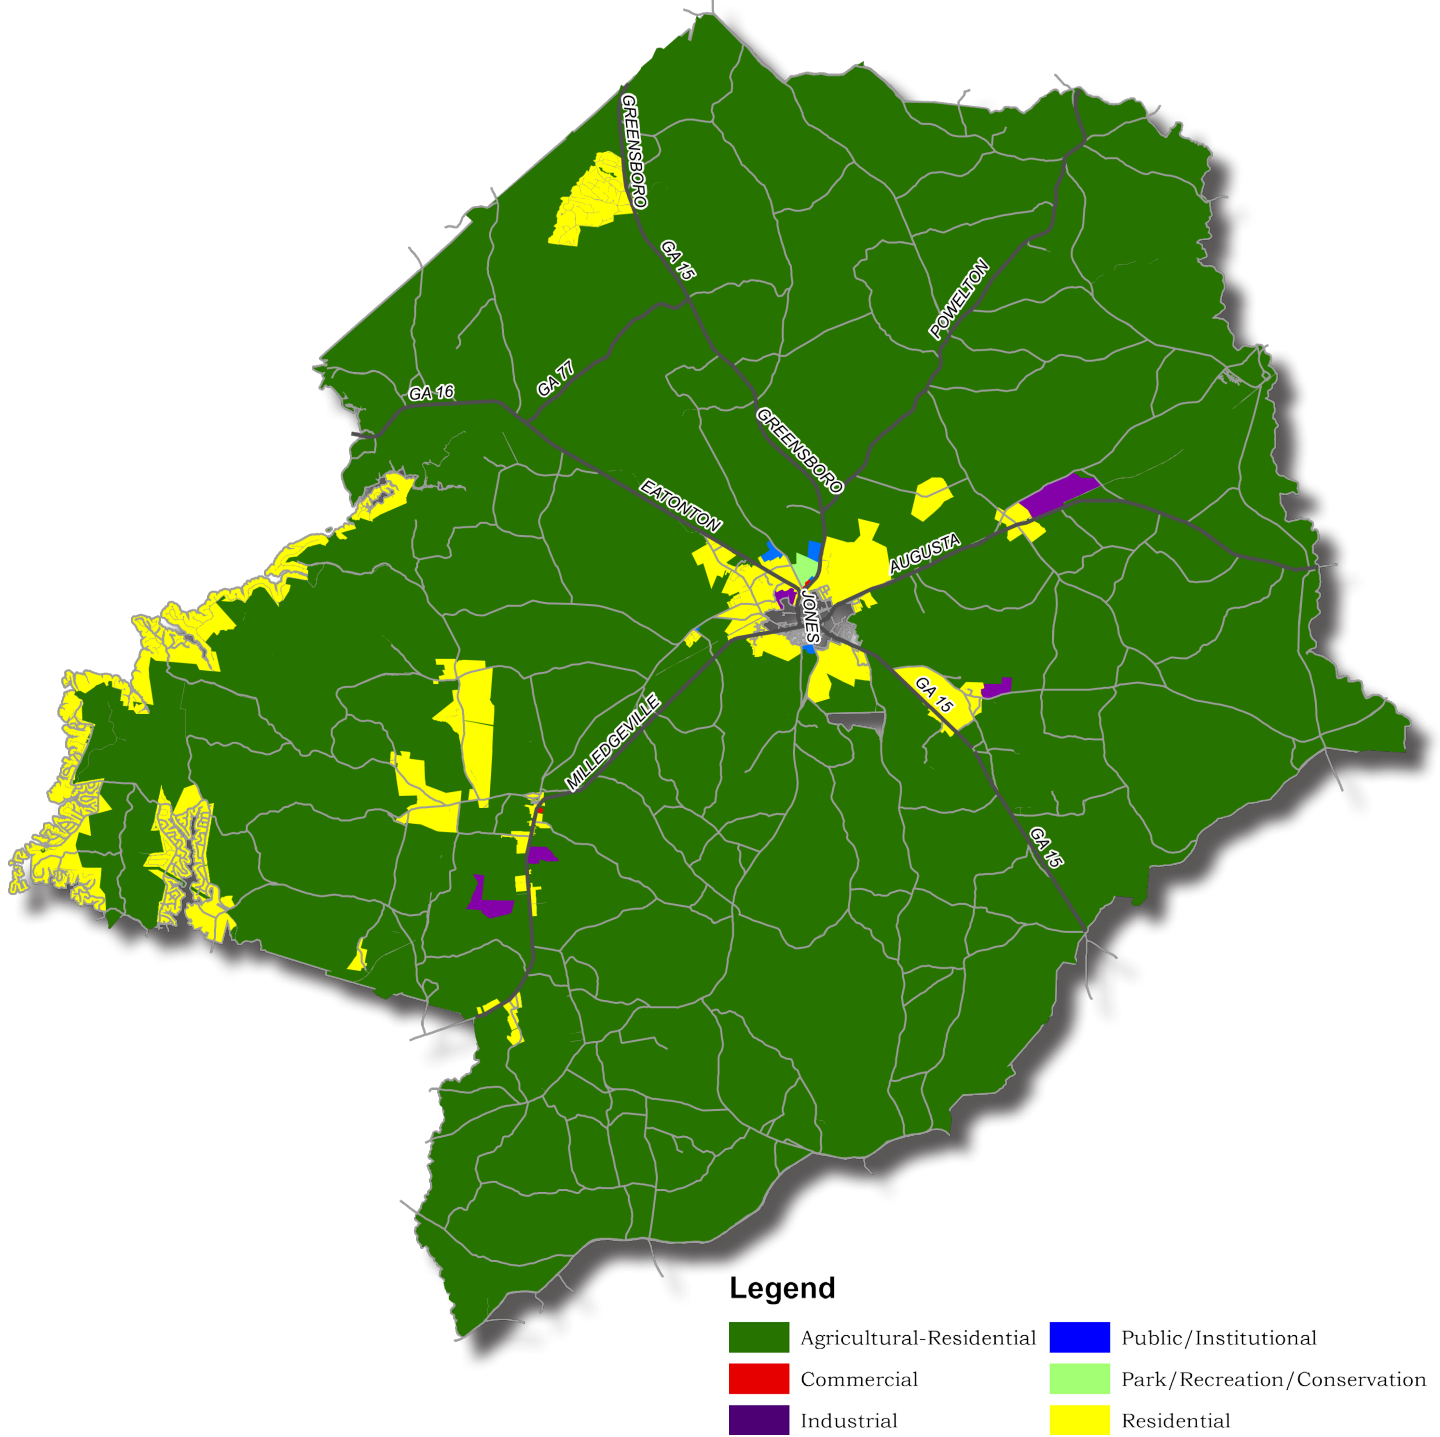 GREENSBORO
GA 15
POWELTON
GA 77
GA 16
GREENSBORO
EATONTON
AUGUSTA
JONES
GA 15
MILLEDGEVILLE
GA 15
Legend
Agricultural-Residential
Public/Institutional
Commercial
Park/Recreation/Conservation
Industrial
Residential